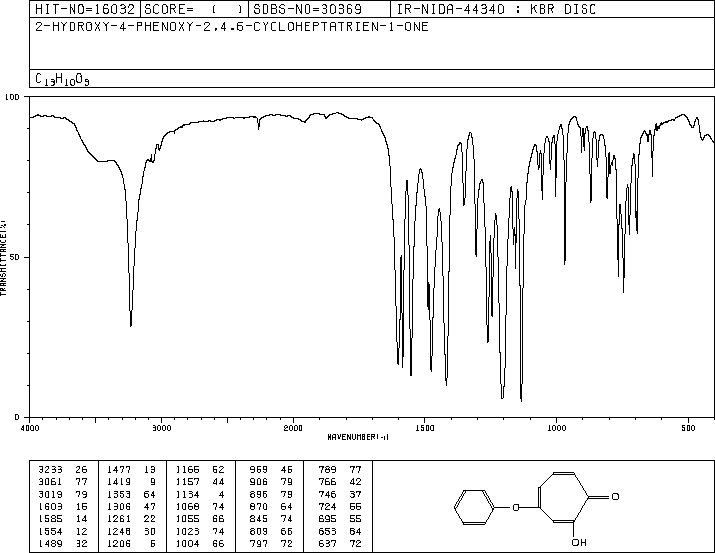 HIT-NO=16032 SCORE= ( ) SDBS-NO=30369 IR-NIDA-44340 : KBR DISC
2-HYDROXY-4-PHENOXY-2,4,6-CYCLOHEPTATRIEN-1-ONE
C13H10O3
100
50
0
TRANSMITTANCE(%)
4000 3000 2000 1500 1000 500
WAVENUMBER(-1)
3233 26 1477 13 1166 62 969 46 789 77
3061 77 1419 9 1157 44 906 79 766 42
3019 79 1353 64 1134 4 896 79 746 37
1603 16 1306 47 1068 74 870 64 724 55
1585 14 1261 22 1055 66 845 74 695 55
1554 12 1248 30 1023 74 809 66 653 84
1489 32 1206 5 1004 66 797 72 637 72
O
O
OH